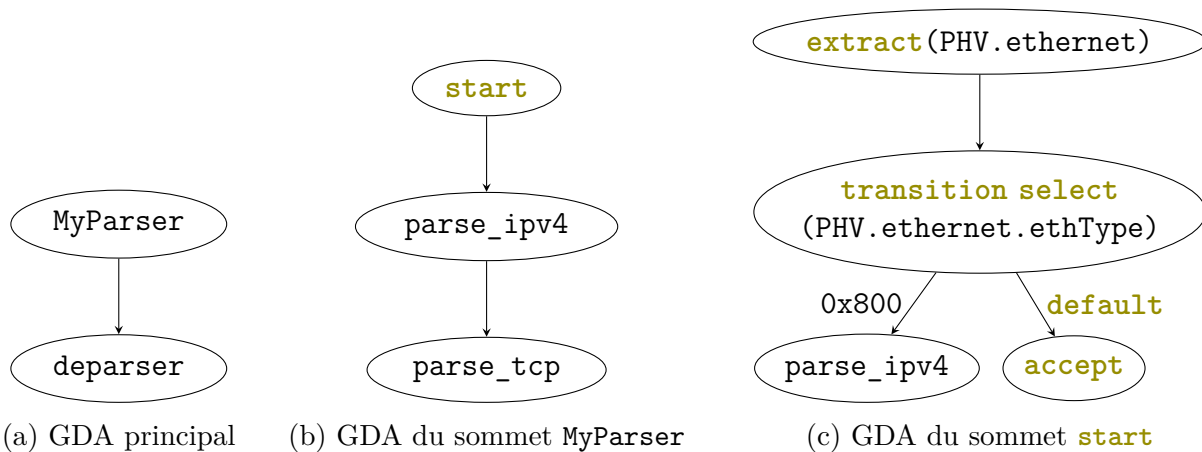 MyParser
deparser
(a) GDA principal
start
parse_ipv4
parse_tcp
(b) GDA du sommet MyParser
extract(PHV.ethernet)
transition select
(PHV.ethernet.ethType)
0x800
default
parse_ipv4
accept
(c) GDA du sommet start